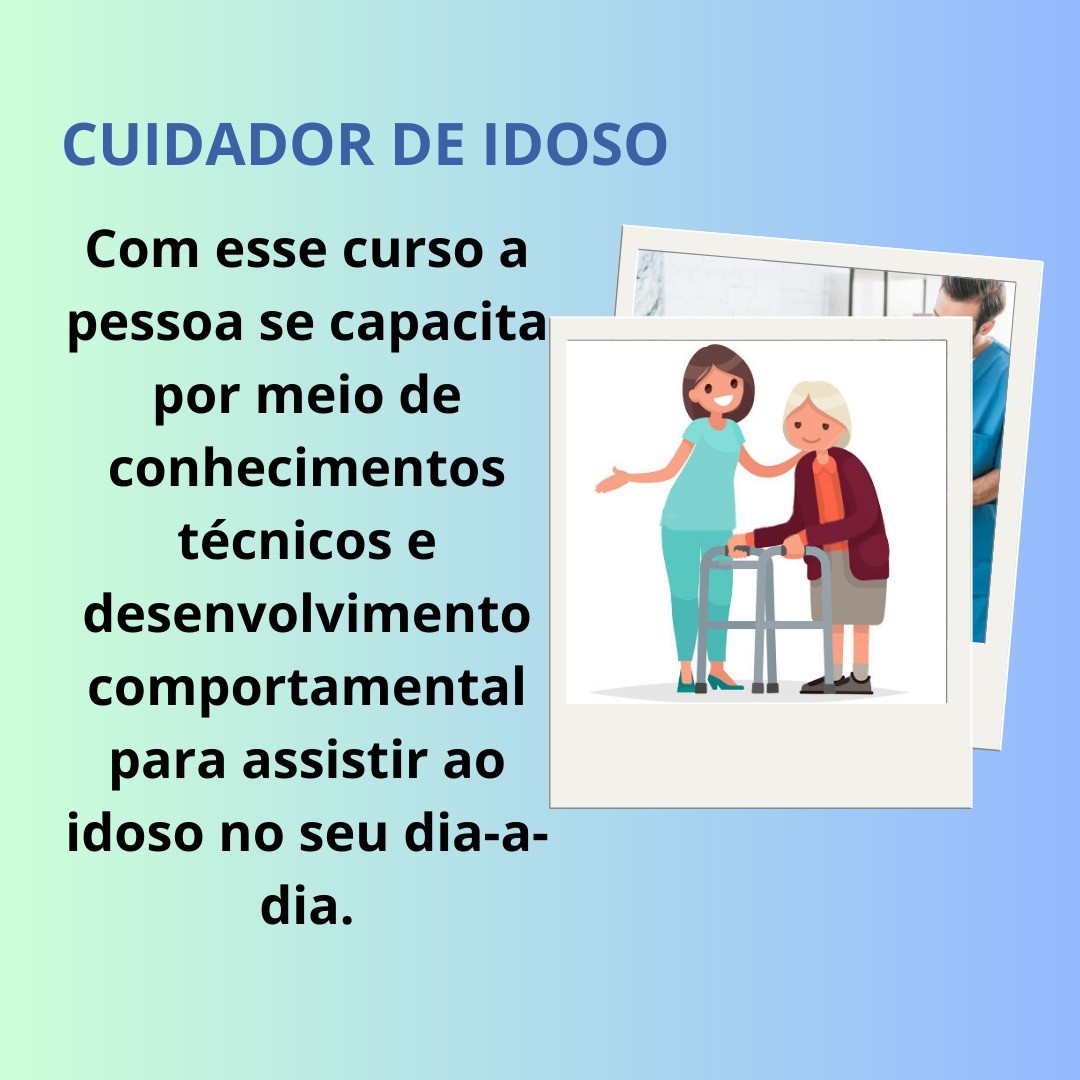 CUIDADOR DE IDOSO
Com esse curso a
pessoa se capacita
por meio de
conhecimentos
técnicos e
desenvolvimento
comportamental
para assistir ao
idoso no seu dia-a-
dia.